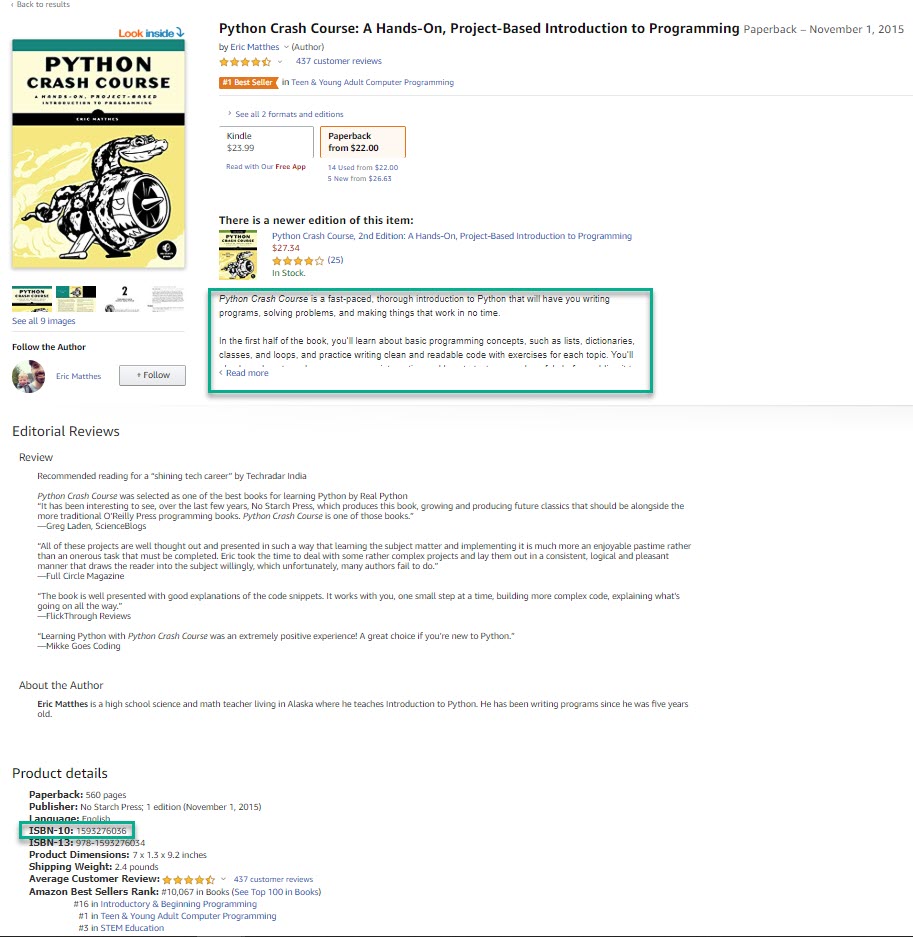 ‹ Back to results
Look inside
PYTHON
CRASH COURSE
A HANDS-ON, PROJECT-BASED
INTRODUCTION TO PROGRAMMING
ERIC MATTHES
Python Crash Course: A Hands-On, Project-Based Introduction to Programming Paperback – November 1, 2015
by Eric Matthes (Author)
437 customer reviews
#1 Best Seller in Teen & Young Adult Computer Programming
› See all 2 formats and editions
Kindle
$23.99
Paperback
from $22.00
Read with Our Free App
14 Used from $22.00
5 New from $26.63
There is a newer edition of this item:
PYTHON
CRASH COURSE
Python Crash Course, 2nd Edition: A Hands-On, Project-Based Introduction to Programming
$27.34
(25)
In Stock.
Python Crash Course is a fast-paced, thorough introduction to Python that will have you writing
programs, solving problems, and making things that work in no time.
In the first half of the book, you'll learn about basic programming concepts, such as lists, dictionaries,
classes, and loops, and practice writing clean and readable code with exercises for each topic. You'll
‹ Read more
PYTHON
CRASH COURSE
2
See all 9 images
Follow the Author
Eric Matthes
+ Follow
Editorial Reviews
Review
Recommended reading for a "shining tech career" by Techradar India
Python Crash Course was selected as one of the best books for learning Python by Real Python
"It has been interesting to see, over the last few years, No Starch Press, which produces this book, growing and producing future classics that should be alongside the
more traditional O'Reilly Press programming books. Python Crash Course is one of those books."
—Greg Laden, ScienceBlogs
"All of these projects are well thought out and presented in such a way that learning the subject matter and implementing it is much more an enjoyable pastime rather
than an onerous task that must be completed. Eric took the time to deal with some rather complex projects and lay them out in a consistent, logical and pleasant
manner that draws the reader into the subject willingly, which unfortunately, many authors fail to do."
—Full Circle Magazine
"The book is well presented with good explanations of the code snippets. It works with you, one small step at a time, building more complex code, explaining what's
going on all the way."
—FlickThrough Reviews
"Learning Python with Python Crash Course was an extremely positive experience! A great choice if you're new to Python."
—Mikke Goes Coding
About the Author
Eric Matthes is a high school science and math teacher living in Alaska where he teaches Introduction to Python. He has been writing programs since he was five years
old.
Product details
Paperback: 560 pages
Publisher: No Starch Press; 1 edition (November 1, 2015)
Language: English
ISBN-10: 1593276036
ISBN-13: 978-1593276034
Product Dimensions: 7 x 1.3 x 9.2 inches
Shipping Weight: 2.4 pounds
Average Customer Review: 437 customer reviews
Amazon Best Sellers Rank: #10,067 in Books (See Top 100 in Books)
#16 in Introductory & Beginning Programming
#1 in Teen & Young Adult Computer Programming
#3 in STEM Education